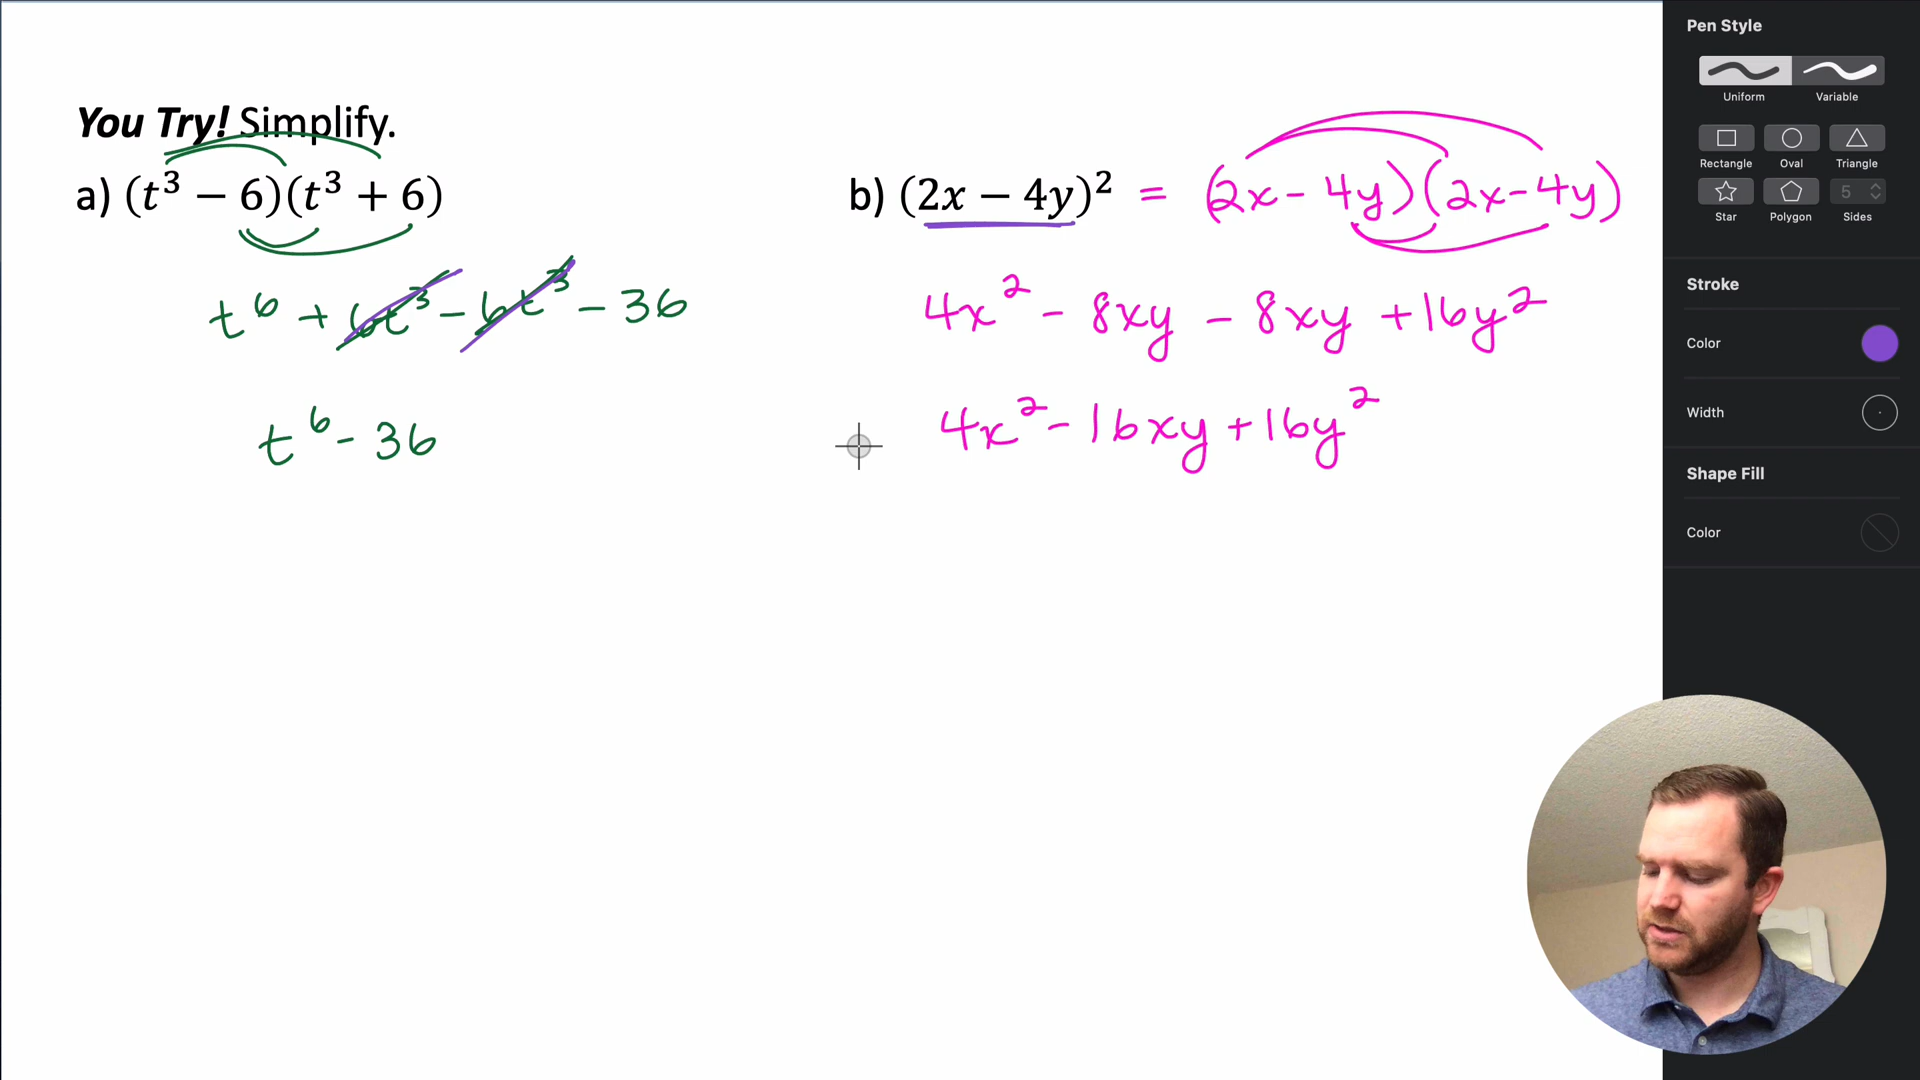 You Try! Simplify.
a) (t³ − 6)(t³ + 6)
t⁶ + 6t³ − 6t³ − 36
t⁶ − 36
b) (2x − 4y)² = (2x − 4y)(2x − 4y)
4x² − 8xy − 8xy + 16y²
4x² − 16xy + 16y²
Pen Style
Uniform Variable
Rectangle Oval Triangle
5
Star Polygon Sides
Stroke
Color
Width
Shape Fill
Color